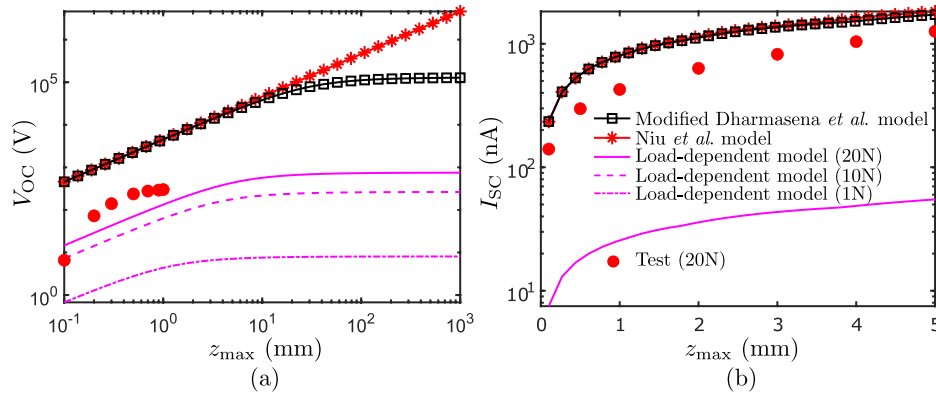 V_OC (V)
10^5
10^0
10^-1
10^0
10^1
10^2
10^3
z_max (mm)
(a)
I_SC (nA)
10^3
10^2
10^1
Modified Dharmasena et al. model
Niu et al. model
Load-dependent model (20N)
Load-dependent model (10N)
Load-dependent model (1N)
Test (20N)
0
1
2
3
4
5
z_max (mm)
(b)